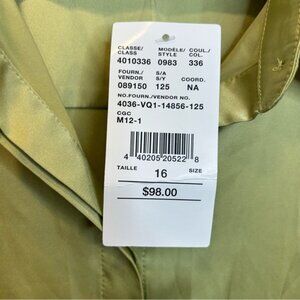 CLASSE/ MODÈLE/ COUL./
CLASS STYLE COL.
4010336 0983 336
FOURN./ S/A
VENDOR S/Y COORD.
089150 125 NA
NO.FOURN./VENDOR NO.
4036-VQ1-14856-125
CGC
M12-1
4 40205 20522 8
TAILLE SIZE
16
$98.00